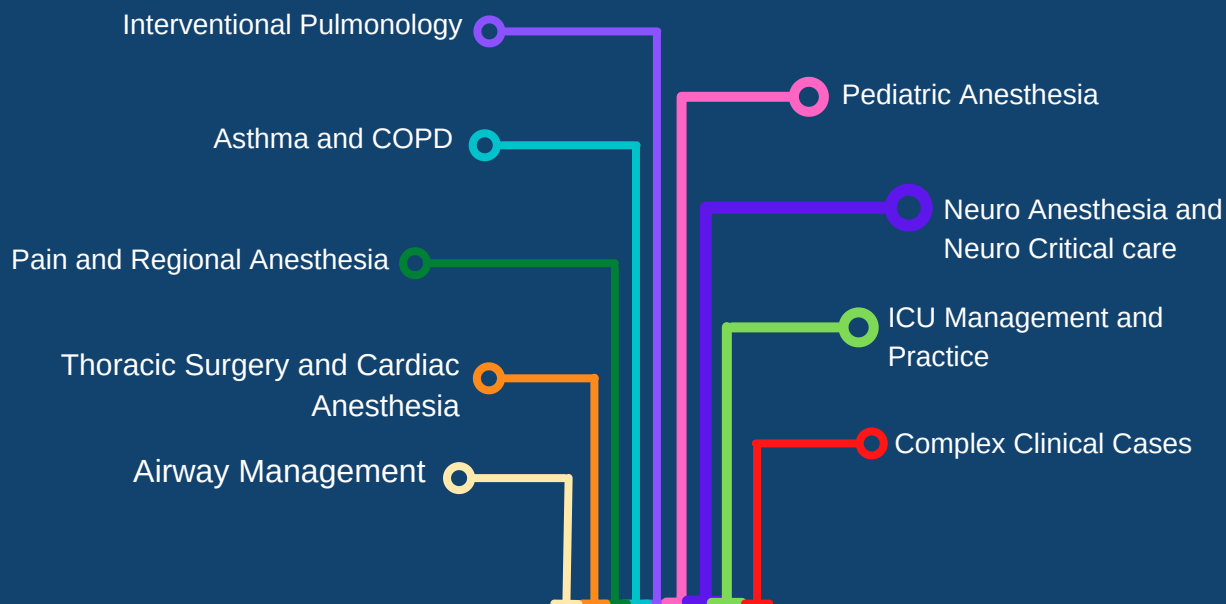 Interventional Pulmonology
Asthma and COPD
Pain and Regional Anesthesia
Thoracic Surgery and Cardiac
Anesthesia
Airway Management
Pediatric Anesthesia
Neuro Anesthesia and
Neuro Critical care
ICU Management and
Practice
Complex Clinical Cases